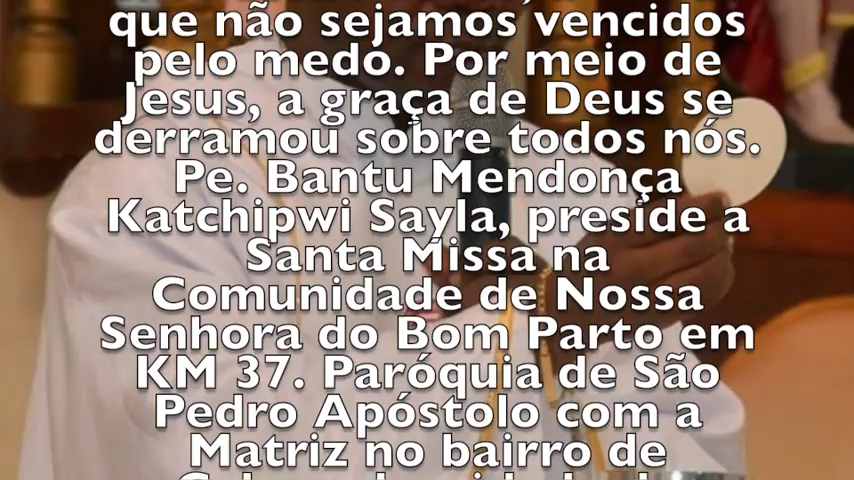 que não sejamos vencidos
pelo medo. Por meio de
Jesus, a graça de Deus se
derramou sobre todos nós.
Pe. Bantu Mendonça
Katchipwi Sayla, preside a
Santa Missa na
Comunidade de Nossa
Senhora do Bom Parto em
KM 37. Paróquia de São
Pedro Apóstolo com a
Matriz no bairro de